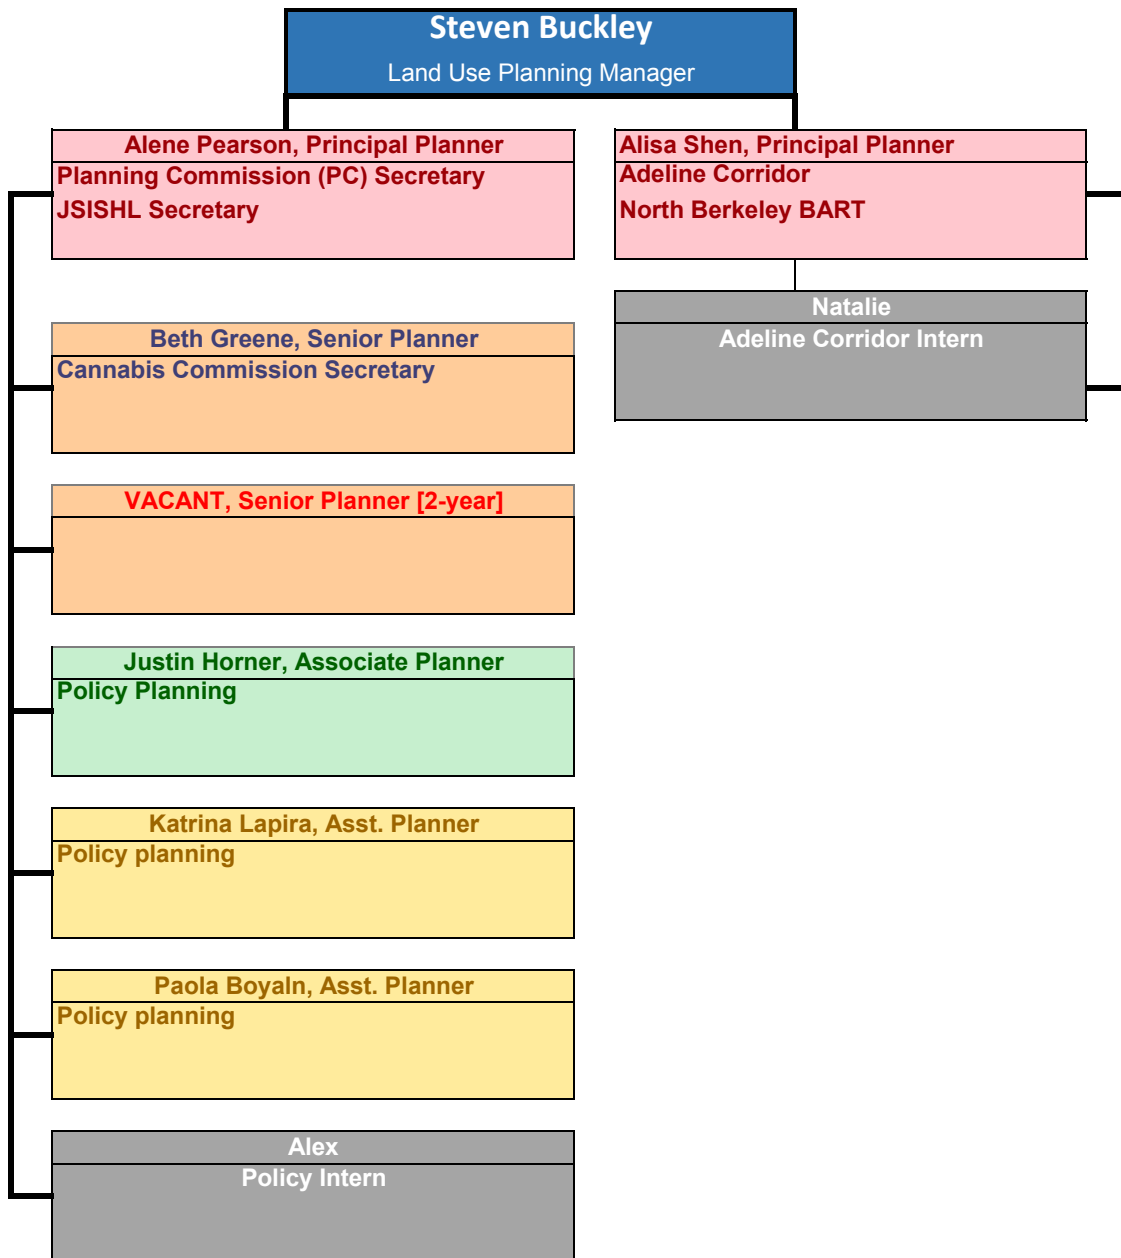 Steven Buckley
Land Use Planning Manager
Alene Pearson, Principal Planner
Planning Commission (PC) Secretary
JSISHL Secretary
Alisa Shen, Principal Planner
Adeline Corridor
North Berkeley BART
Natalie
Adeline Corridor Intern
Beth Greene, Senior Planner
Cannabis Commission Secretary
VACANT, Senior Planner [2-year]
Justin Horner, Associate Planner
Policy Planning
Katrina Lapira, Asst. Planner
Policy planning
Paola Boyaln, Asst. Planner
Policy planning
Alex
Policy Intern